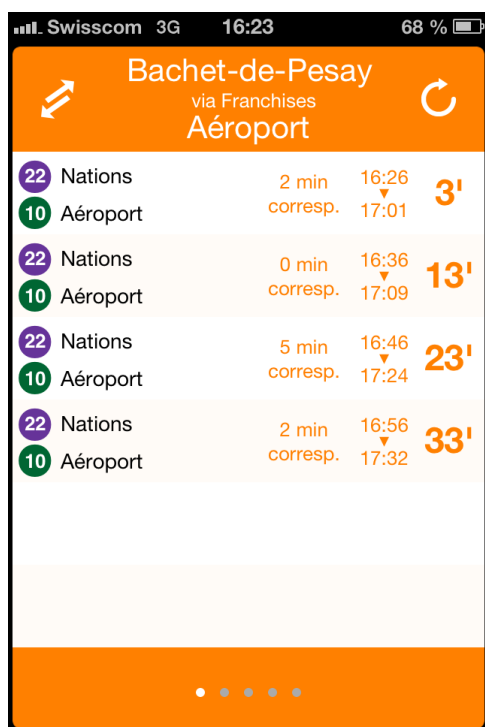 Swisscom 3G 16:23 68 %
Bachet-de-Pesay
via Franchises
Aéroport
22 Nations 2 min 16:26 3'
10 Aéroport corresp. 17:01
22 Nations 0 min 16:36 13'
10 Aéroport corresp. 17:09
22 Nations 5 min 16:46 23'
10 Aéroport corresp. 17:24
22 Nations 2 min 16:56 33'
10 Aéroport corresp. 17:32